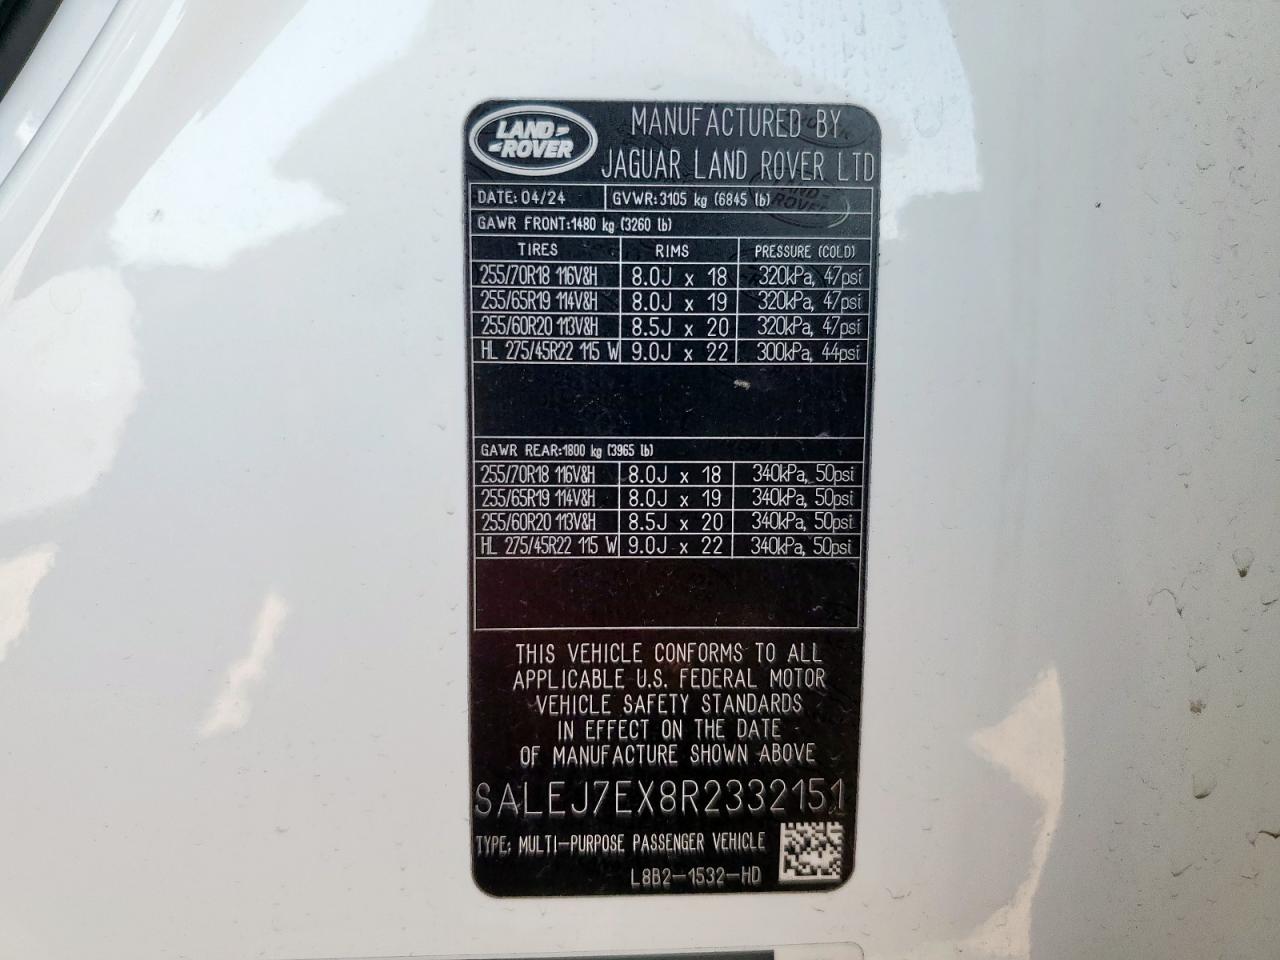 LAND ROVER
MANUFACTURED BY
JAGUAR LAND ROVER LTD
DATE: 04/24 GVWR:3105 kg (6845 lb)
GAWR FRONT:1480 kg (3260 lb)
TIRES RIMS PRESSURE (COLD)
255/70R18 116V&H 8.0J x 18 320kPa, 47psi
255/65R19 114V&H 8.0J x 19 320kPa, 47psi
255/60R20 113V&H 8.5J x 20 320kPa, 47psi
HL 275/45R22 115 W 9.0J x 22 300kPa, 44psi
GAWR REAR:1800 kg (3965 lb)
255/70R18 116V&H 8.0J x 18 340kPa, 50psi
255/65R19 114V&H 8.0J x 19 340kPa, 50psi
255/60R20 113V&H 8.5J x 20 340kPa, 50psi
HL 275/45R22 115 W 9.0J x 22 340kPa, 50psi
THIS VEHICLE CONFORMS TO ALL
APPLICABLE U.S. FEDERAL MOTOR
VEHICLE SAFETY STANDARDS
IN EFFECT ON THE DATE
OF MANUFACTURE SHOWN ABOVE
SALEJ7EX8R2332151
TYPE: MULTI-PURPOSE PASSENGER VEHICLE
L8B2-1532-HD